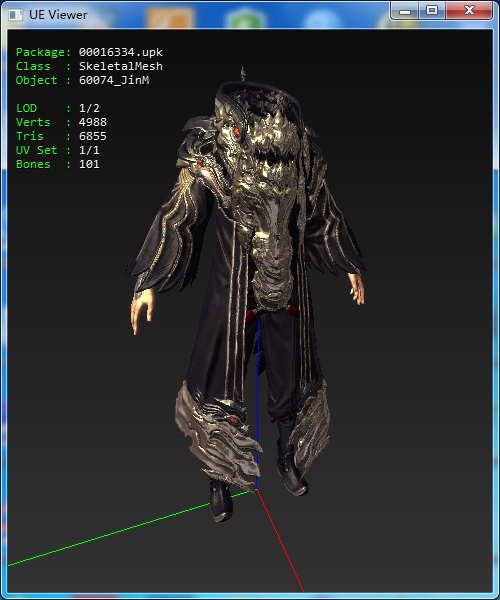 UE Viewer
Package: 00016334.upk
Class : SkeletalMesh
Object : 60074_JinM
LOD : 1/2
Verts : 4988
Tris : 6855
UV Set : 1/1
Bones : 101